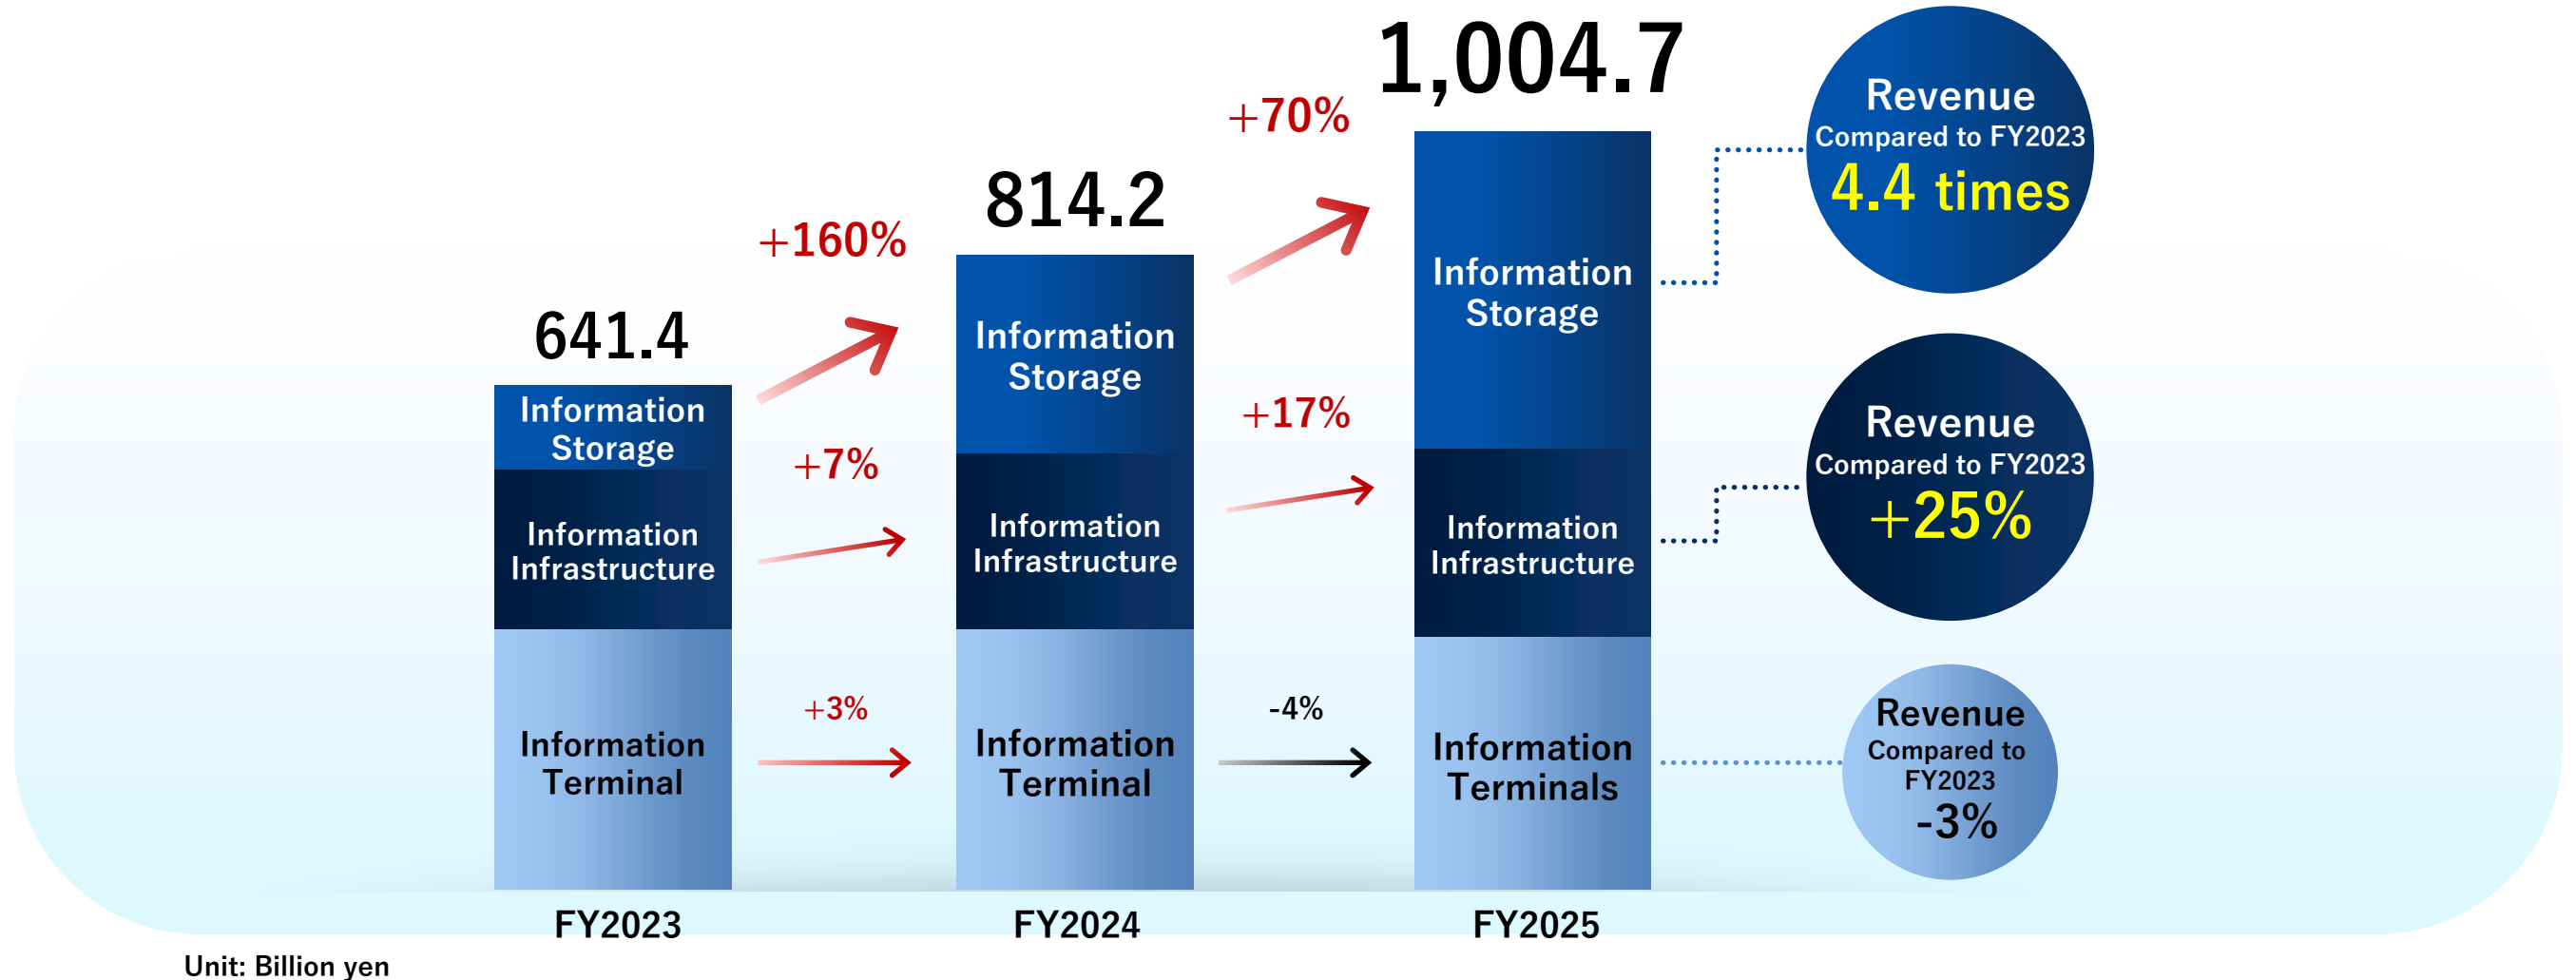 641.4
Information
Storage
Information
Infrastructure
Information
Terminal
FY2023
+160%
+7%
+3%
814.2
Information
Storage
Information
Infrastructure
Information
Terminal
FY2024
+70%
+17%
-4%
1,004.7
Information
Storage
Information
Infrastructure
Information
Terminals
FY2025
Revenue
Compared to FY2023
4.4 times
Revenue
Compared to FY2023
+25%
Revenue
Compared to
FY2023
-3%
Unit: Billion yen